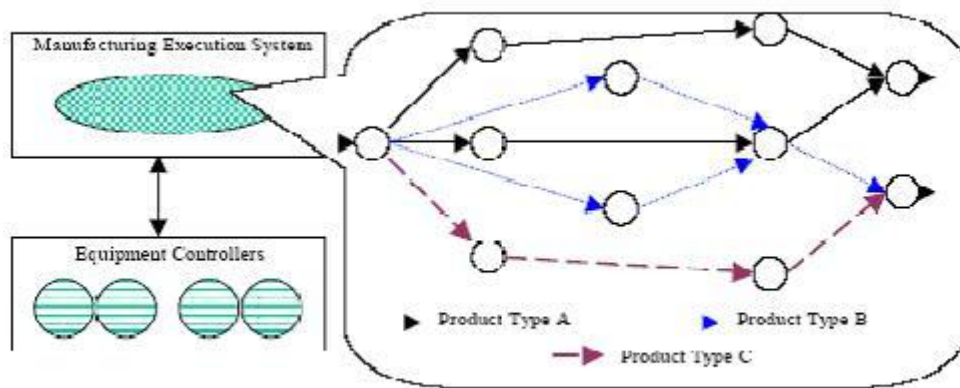 Manufacturing Execution System
Equipment Controllers
Product Type A
Product Type B
Product Type C